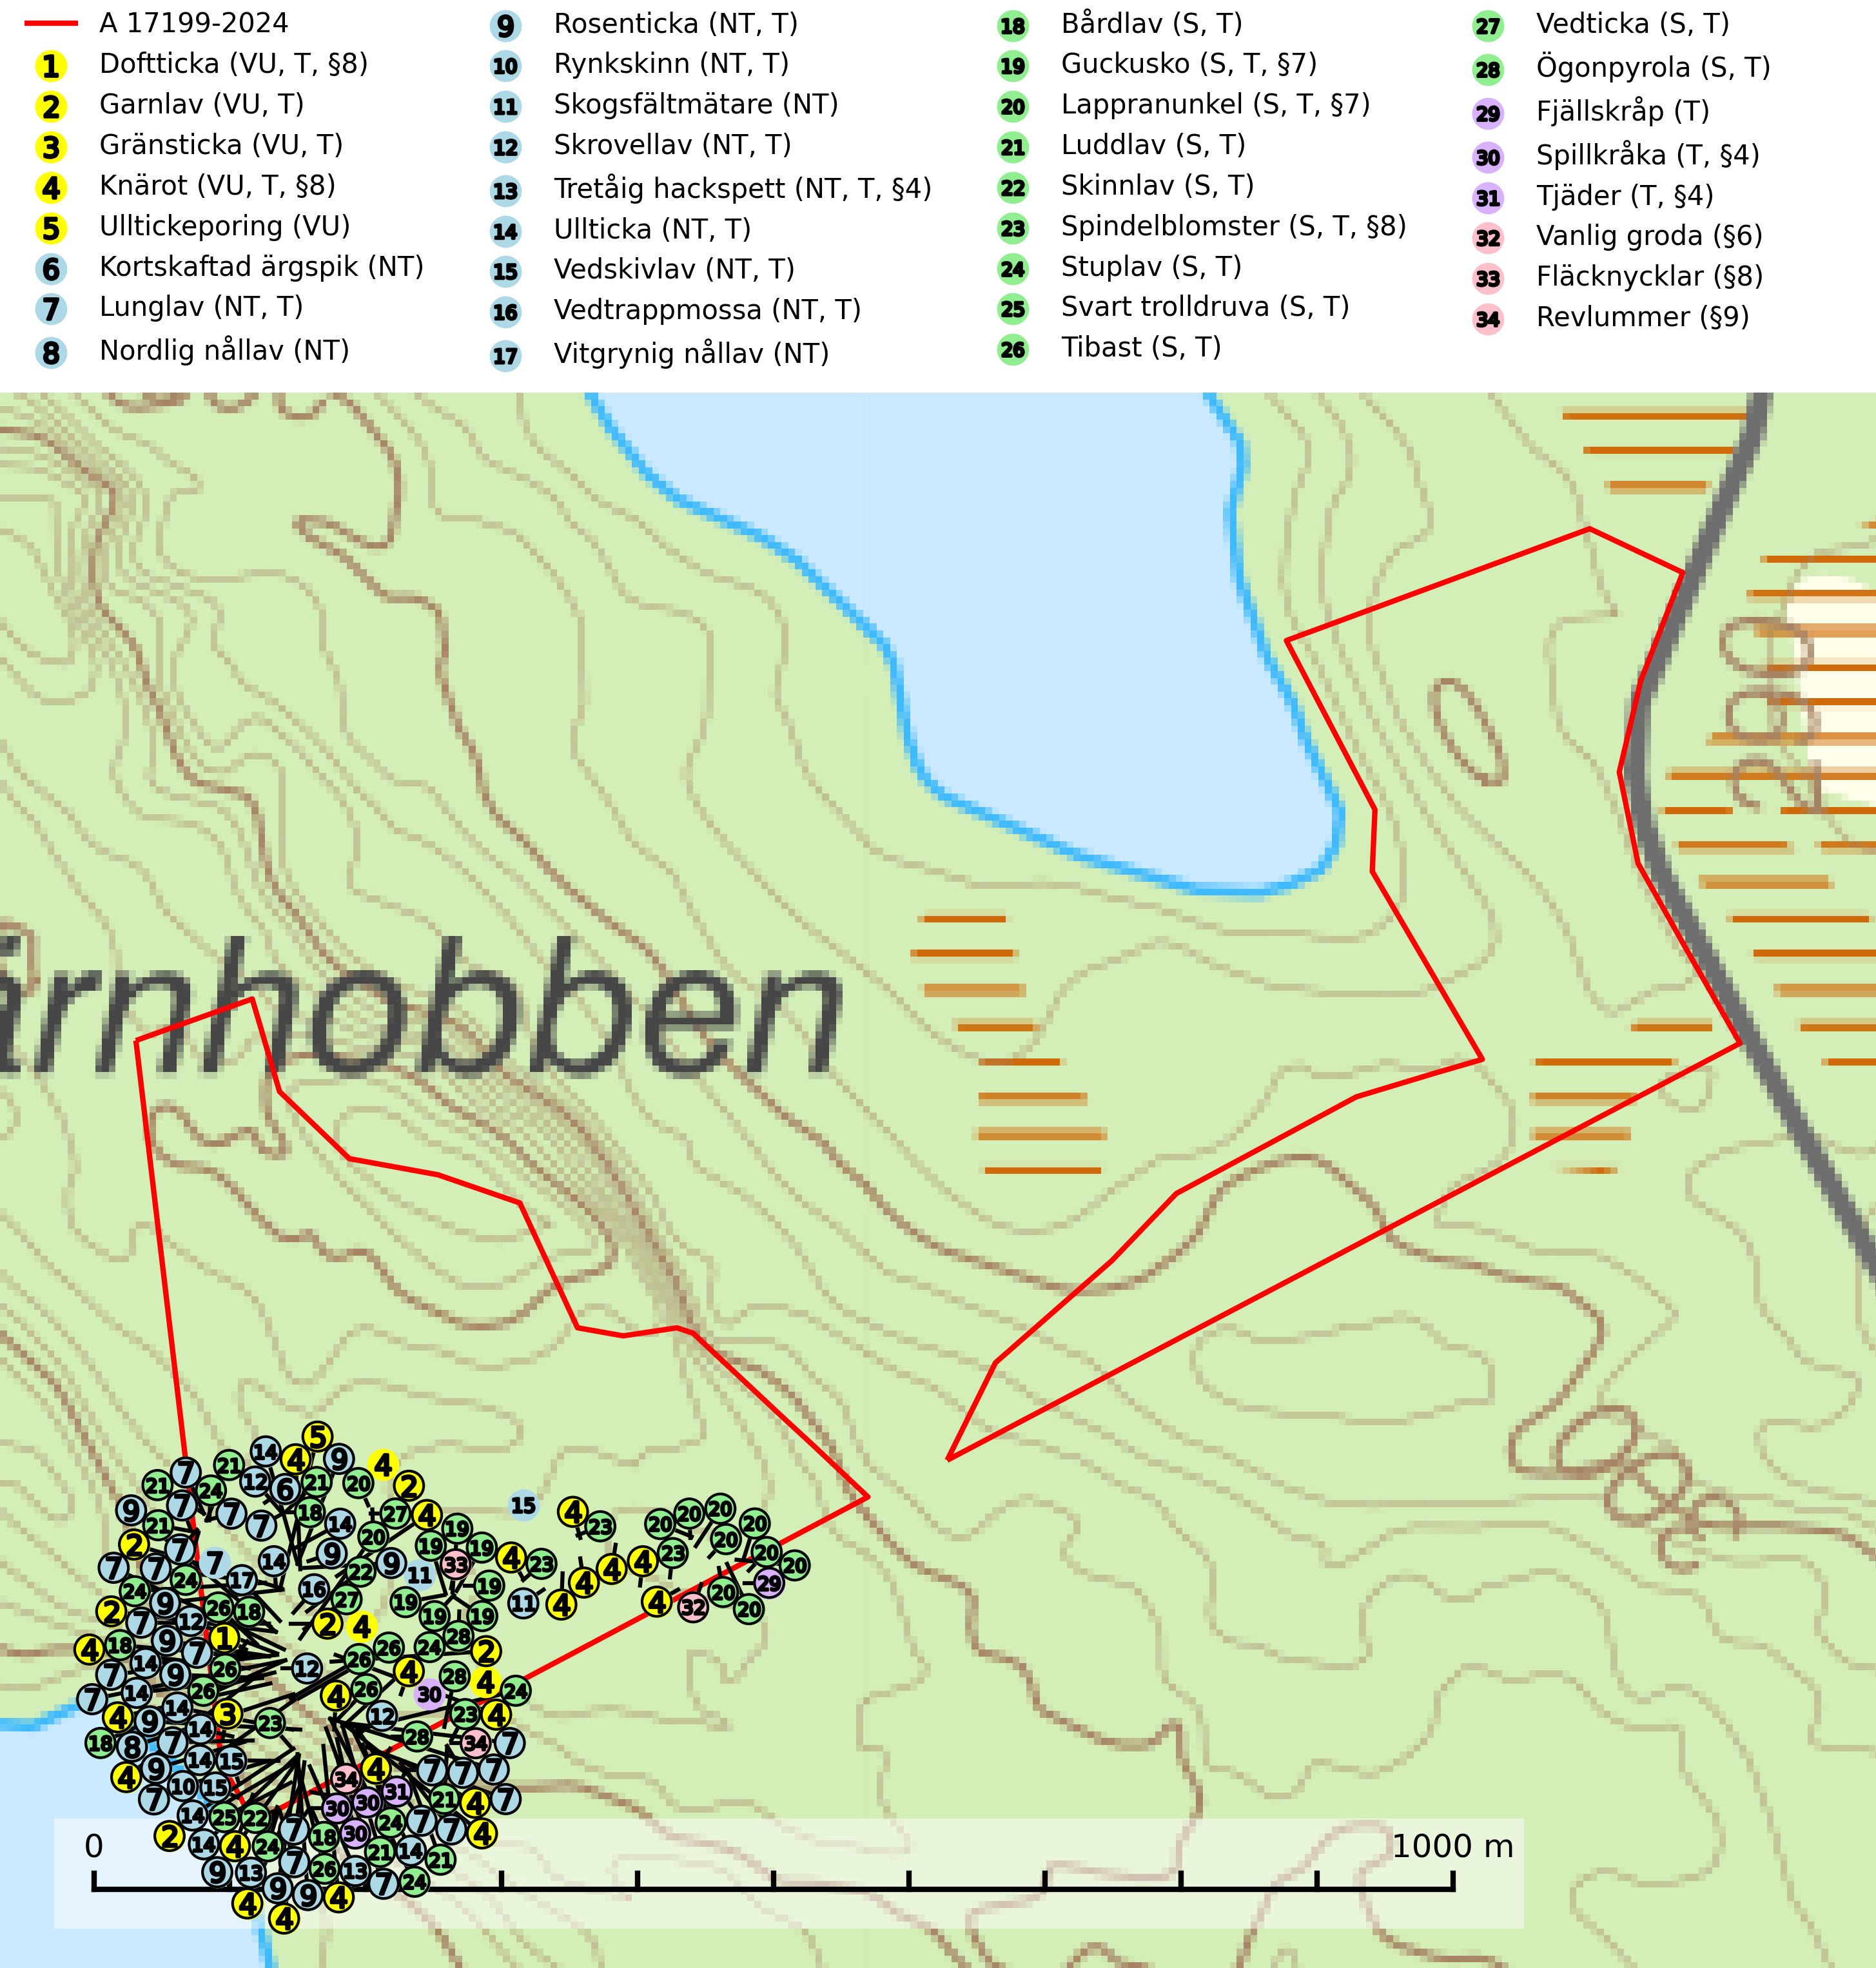 A 17199-2024
1 Doftticka (VU, T, §8)
2 Garnlav (VU, T)
3 Gränsticka (VU, T)
4 Knärot (VU, T, §8)
5 Ullticekporing (VU)
6 Kortskaftad ärgspik (NT)
7 Lunglav (NT, T)
8 Nordlig nållav (NT)
9 Rosenticka (NT, T)
10 Rynkskinn (NT, T)
11 Skogsfältmätare (NT)
12 Skrovellav (NT, T)
13 Tretåig hackspett (NT, T, §4)
14 Ullticka (NT, T)
15 Vedskivlav (NT, T)
16 Vedtrappmossa (NT, T)
17 Vitgrynig nållav (NT)
18 Bårdlav (S, T)
19 Guckusko (S, T, §7)
20 Lappranunkel (S, T, §7)
21 Luddlav (S, T)
22 Skinnlav (S, T)
23 Spindelblomster (S, T, §8)
24 Stuplav (S, T)
25 Svart trolldruva (S, T)
26 Tibast (S, T)
27 Vedticka (S, T)
28 Ögonpyrola (S, T)
29 Fjällskråp (T)
30 Spillkråka (T, §4)
31 Tjäder (T, §4)
32 Vanlig groda (§6)
33 Fläcknycklar (§8)
34 Revlummer (§9)
290
ärnhobben
300
0 1000 m